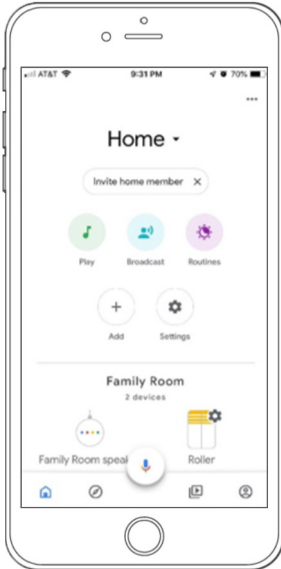 AT&T 9:31 PM 70%
Home
Invite home member
Play Broadcast Routines
Add Settings
Family Room
2 devices
Family Room speak Roller